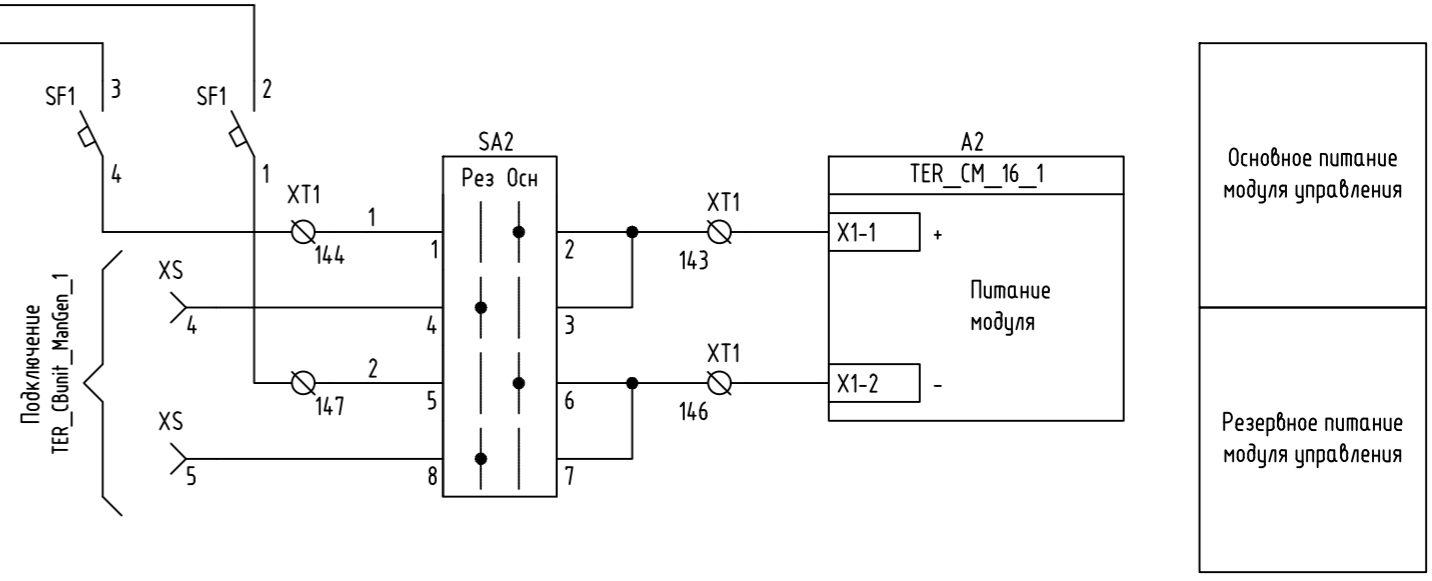 SF1
3
4
SF1
2
1
XT1
144
1
147
2
Подключение
TER_CBunit_ManGen_1
XS
4
XS
5
SA2
Рез Осн
1
2
4
3
5
6
8
7
XT1
143
XT1
146
A2
TER_CM_16_1
X1-1
+
Питание
модуля
X1-2
-
Основное питание
модуля управления
Резервное питание
модуля управления